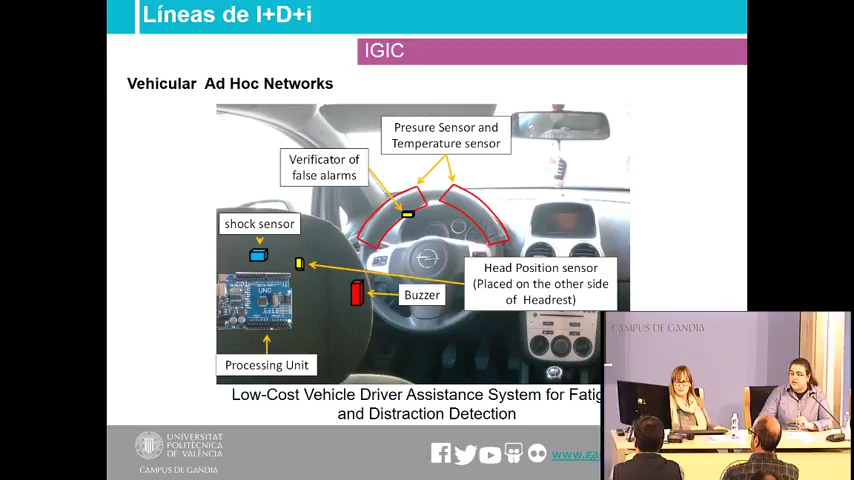 Líneas de I+D+i
IGIC
Vehicular Ad Hoc Networks
Presure Sensor and
Temperature sensor
Verificator of
false alarms
shock sensor
Head Position sensor
(Placed on the other side
of Headrest)
Buzzer
UNO
Processing Unit
CAMPUS DE GANDIA
Low-Cost Vehicle Driver Assistance System for Fatig
and Distraction Detection
UNIVERSITAT
POLITÈCNICA
DE VALÈNCIA
CAMPUS DE GANDIA
www.ga